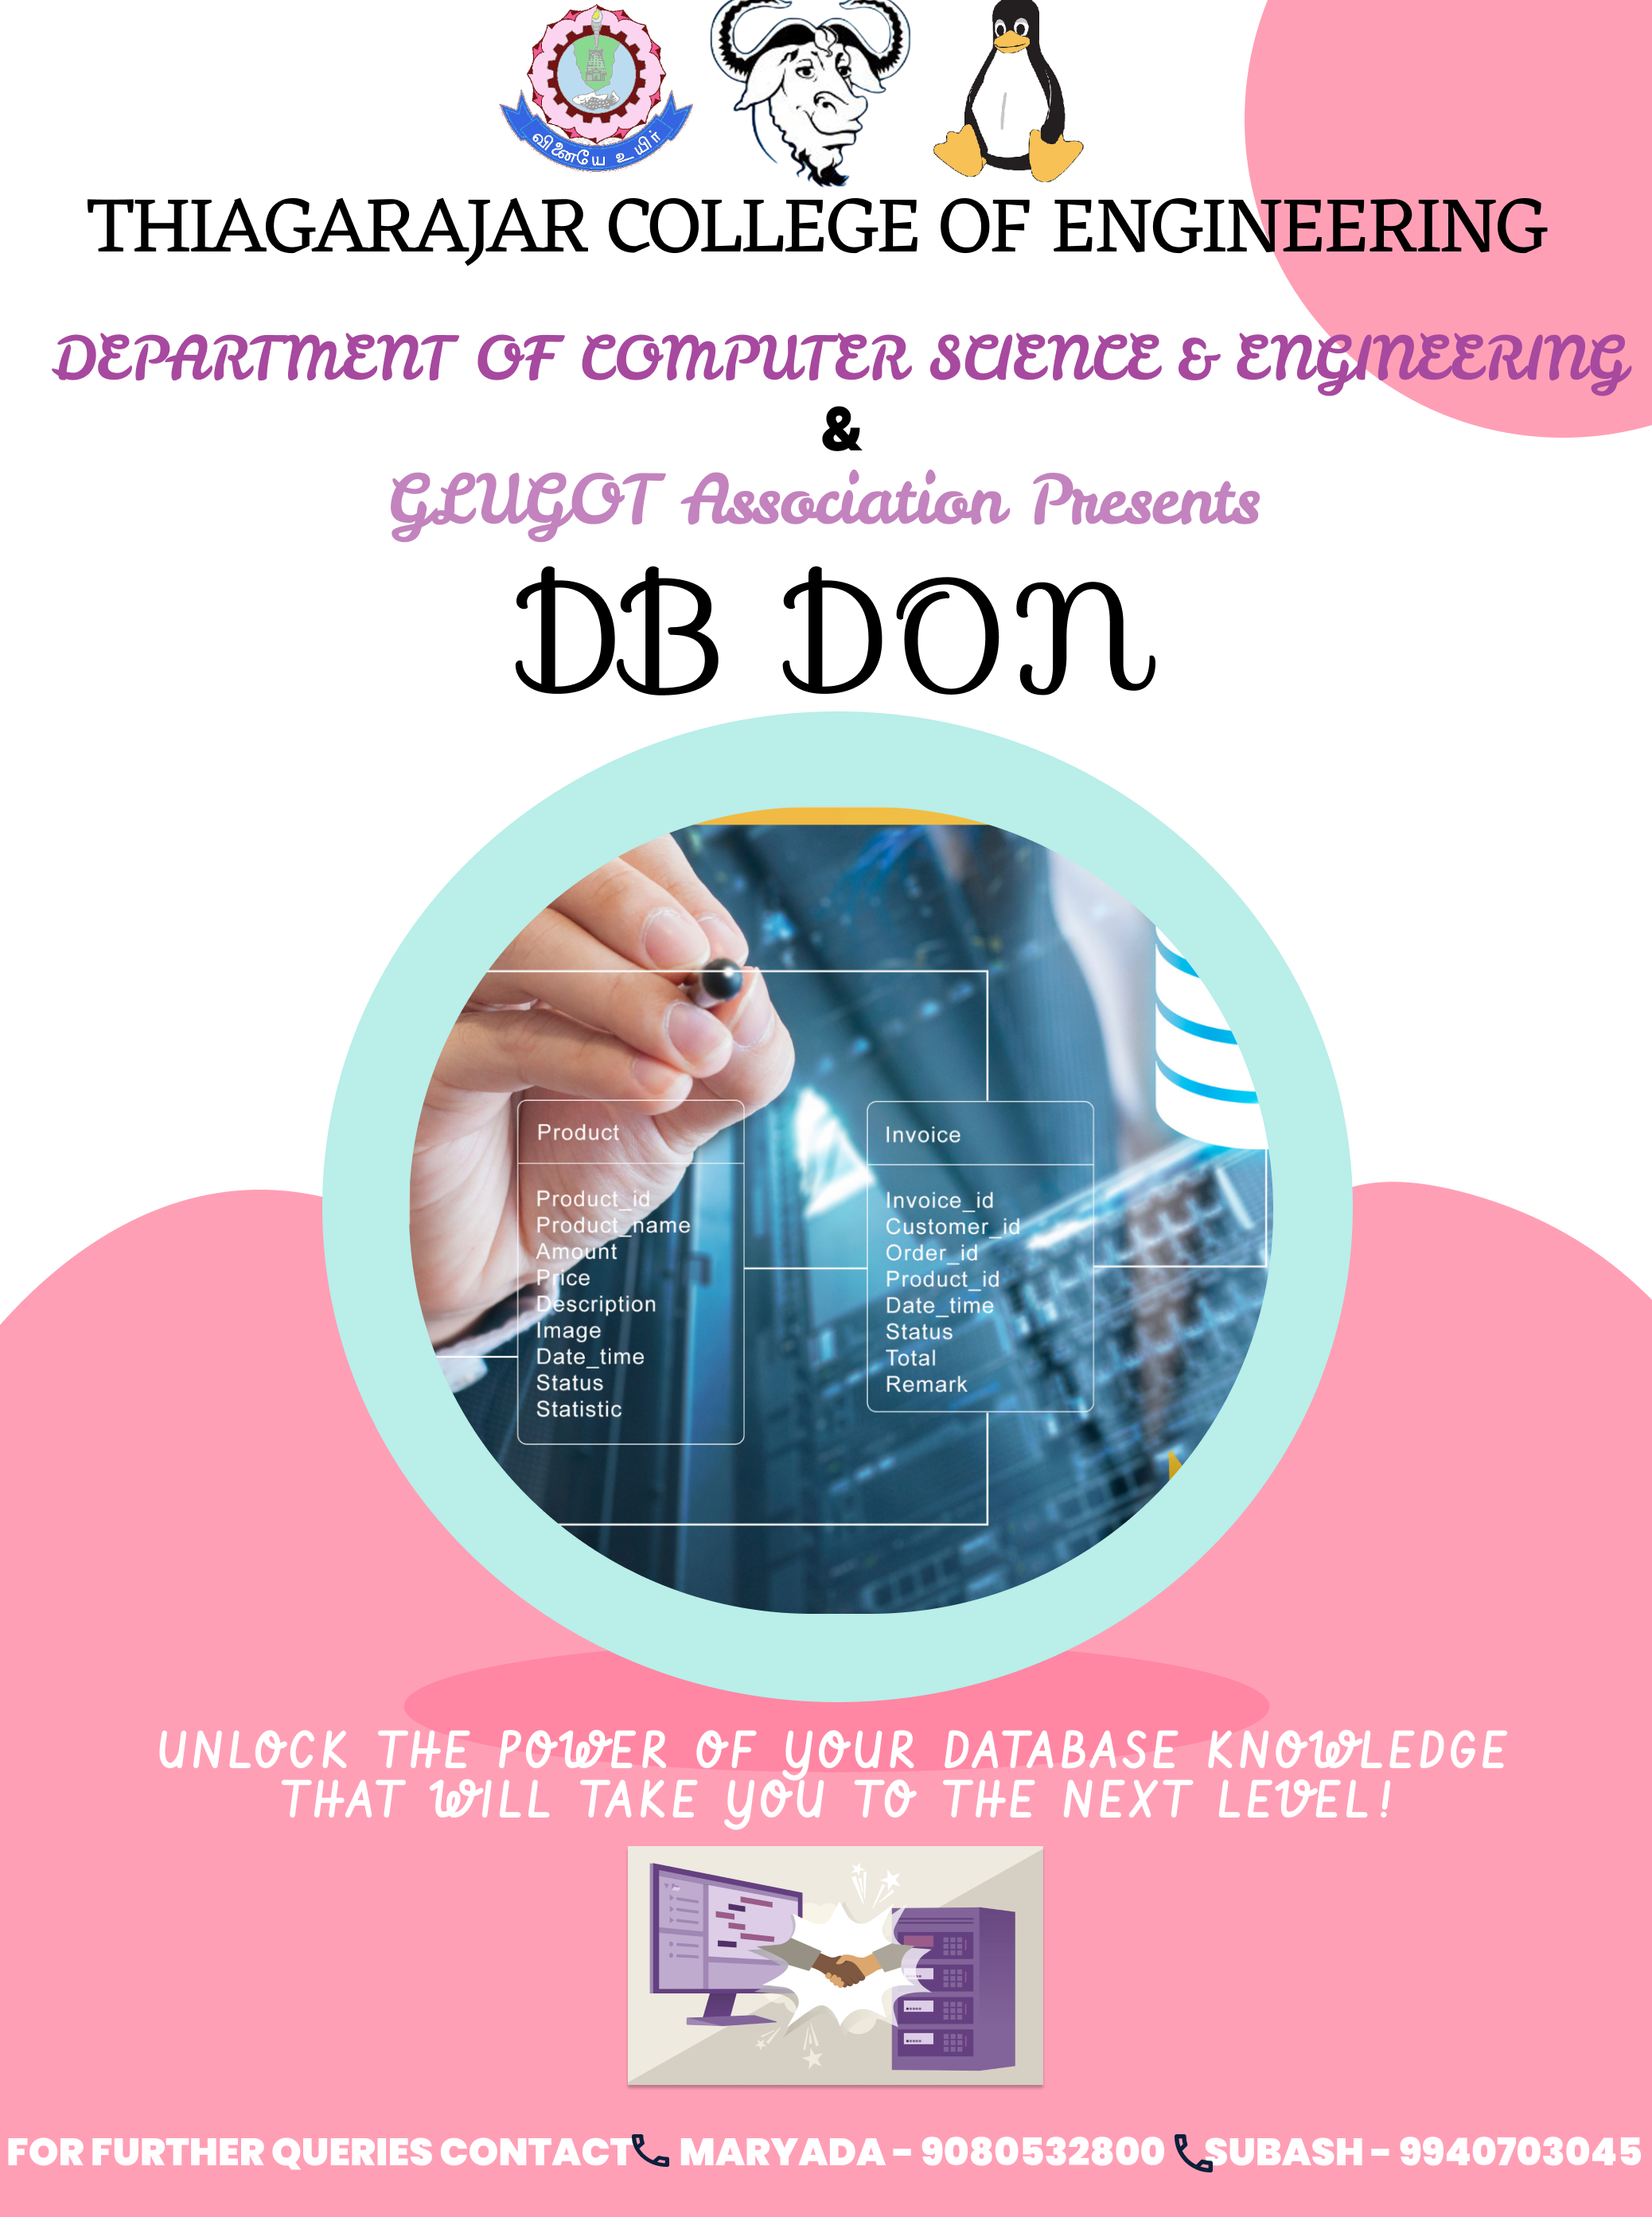 வினையே உயிர்
THIAGARAJAR COLLEGE OF ENGINEERING
DEPARTMENT OF COMPUTER SCIENCE & ENGINEERING
&
GLUGOT Association Presents
DB DON
Product
Product_id
Product_name
Amount
Price
Description
Image
Date_time
Status
Statistic
Invoice
Invoice_id
Customer_id
Order_id
Product_id
Date_time
Status
Total
Remark
UNLOCK THE POWER OF YOUR DATABASE KNOWLEDGE
THAT WILL TAKE YOU TO THE NEXT LEVEL!
FOR FURTHER QUERIES CONTACT MARYADA - 9080532800 SUBASH - 9940703045